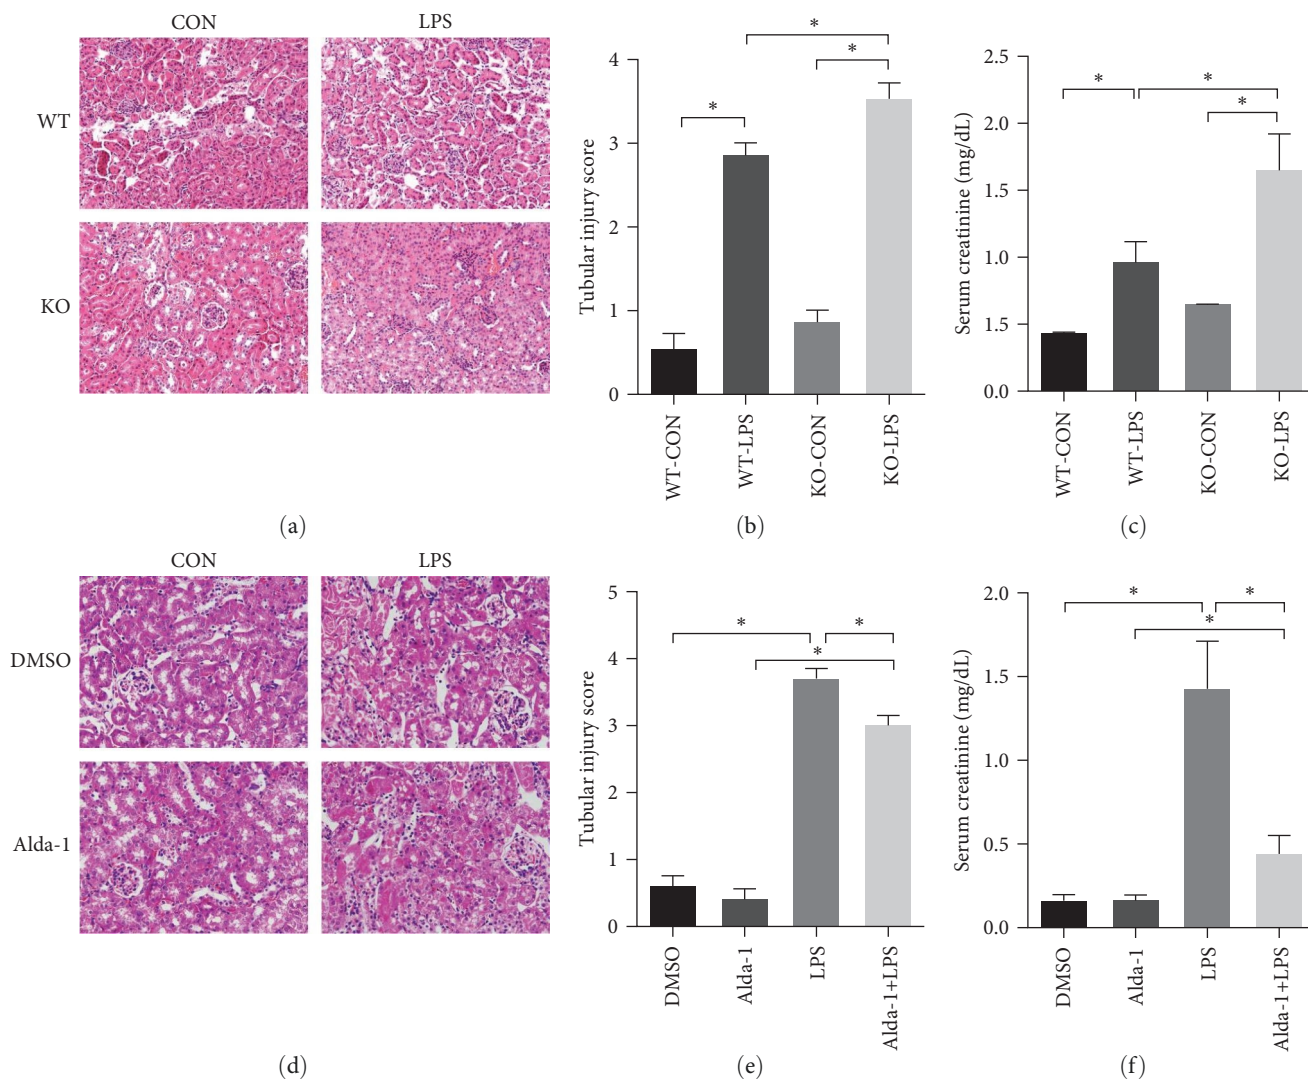 CON
LPS
WT
KO
(a)
*
*
*
Tubular injury score
4
3
2
1
0
WT-CON
WT-LPS
KO-CON
KO-LPS
(b)
*
*
*
Serum creatinine (mg/dL)
2.5
2.0
1.5
1.0
1.5
0.0
WT-CON
WT-LPS
KO-CON
KO-LPS
(c)
CON
LPS
DMSO
Alda-1
(d)
*
*
*
Tubular injury score
5
4
3
2
1
0
DMSO
Alda-1
LPS
Alda-1+LPS
(e)
*
*
*
Serum creatinine (mg/dL)
2.0
1.5
1.0
0.5
0.0
DMSO
Alda-1
LPS
Alda-1+LPS
(f)